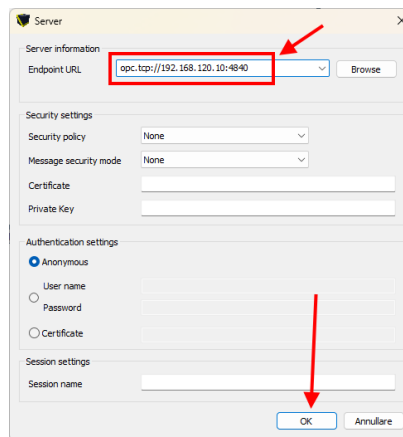 Server
Server information
Endpoint URL opc.tcp://192.168.120.10:4840 Browse
Security settings
Security policy None
Message security mode None
Certificate
Private Key
Authentication settings
Anonymous
User name
Password
Certificate
Session settings
Session name
OK Annullare